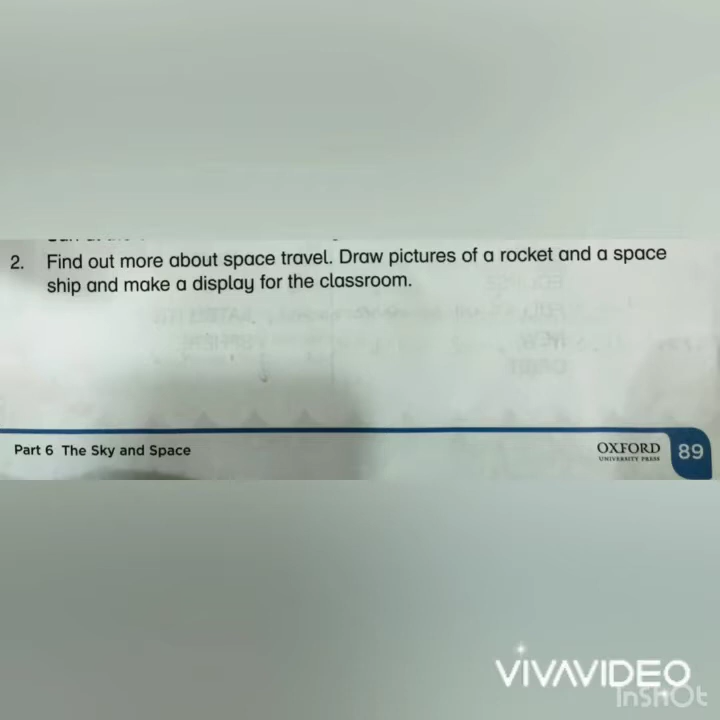 2. Find out more about space travel. Draw pictures of a rocket and a space
ship and make a display for the classroom.
Part 6 The Sky and Space
OXFORD
UNIVERSITY PRESS
89
VIVAVIDEO
InShOt